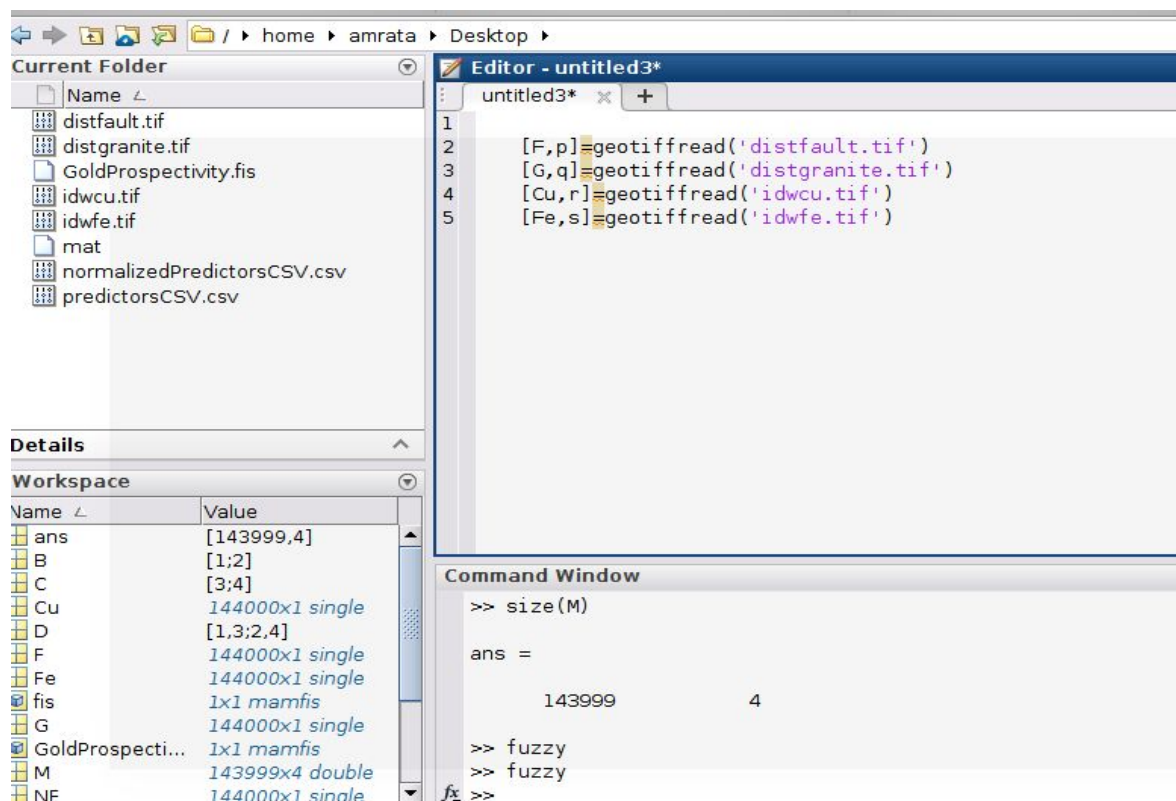 / ▸ home ▸ amrata ▸ Desktop ▸
Current Folder
Name
distfault.tif
distgranite.tif
GoldProspectivity.fis
idwcu.tif
idwfe.tif
mat
normalizedPredictorsCSV.csv
predictorsCSV.csv
Details
Workspace
Name Value
ans [143999,4]
B [1;2]
C [3;4]
Cu 144000x1 single
D [1,3;2,4]
F 144000x1 single
Fe 144000x1 single
fis 1x1 mamfis
G 144000x1 single
GoldProspecti... 1x1 mamfis
M 143999x4 double
NF 144000x1 single
Editor - untitled3*
untitled3* × +
1
2 [F,p]=geotiffread('distfault.tif')
3 [G,q]=geotiffread('distgranite.tif')
4 [Cu,r]=geotiffread('idwcu.tif')
5 [Fe,s]=geotiffread('idwfe.tif')
Command Window
>> size(M)
ans =
143999 4
>> fuzzy
>> fuzzy
fx >>